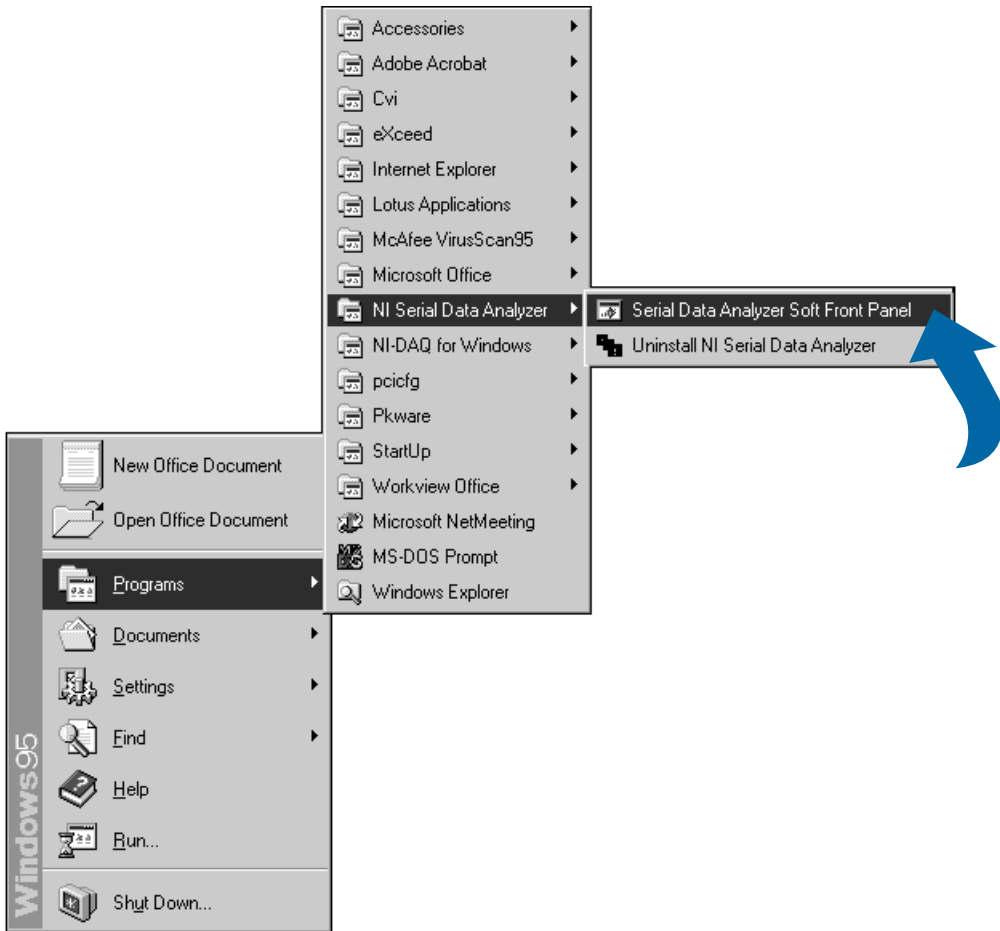 Accessories
Adobe Acrobat
Cvi
eXceed
Internet Explorer
Lotus Applications
McAfee VirusScan95
Microsoft Office
NI Serial Data Analyzer
NI-DAQ for Windows
pcicfg
Pkware
StartUp
Workview Office
Microsoft NetMeeting
MS-DOS Prompt
Windows Explorer
Serial Data Analyzer Soft Front Panel
Uninstall NI Serial Data Analyzer
New Office Document
Open Office Document
Programs
Documents
Settings
Find
Help
Run...
Shut Down...
Windows95